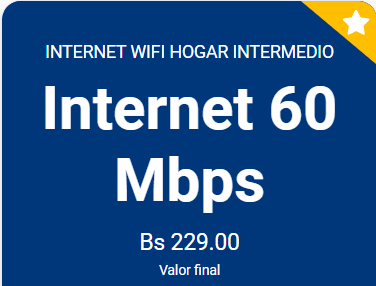 INTERNET WIFI HOGAR INTERMEDIO
Internet 60
Mbps
Bs 229.00
Valor final